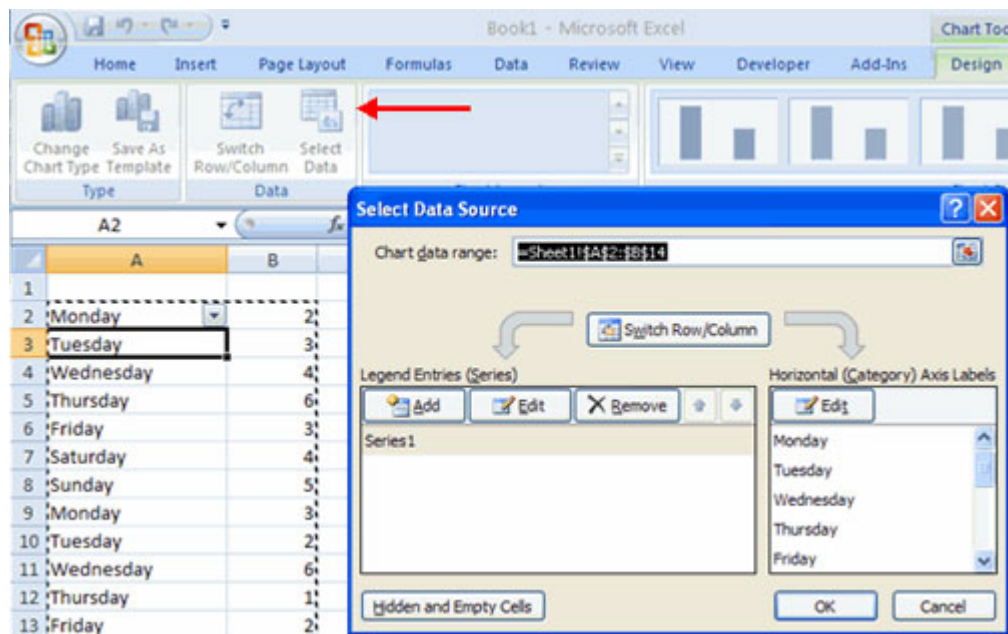 Book1 - Microsoft Excel
Chart Too
Home Insert Page Layout Formulas Data Review View Developer Add-Ins Design
Change Chart Type
Save As Template
Switch Row/Column
Select Data
Type
Data
A2
fx
A B
1
2 Monday 2
3 Tuesday 3
4 Wednesday 4
5 Thursday 6
6 Friday 3
7 Saturday 4
8 Sunday 5
9 Monday 3
10 Tuesday 2
11 Wednesday 6
12 Thursday 1
13 Friday 2
Select Data Source
Chart data range: =Sheet1!$A$2:$B$14
Switch Row/Column
Legend Entries (Series)
Add Edit Remove
Series1
Horizontal (Category) Axis Labels
Edit
Monday
Tuesday
Wednesday
Thursday
Friday
Hidden and Empty Cells
OK Cancel